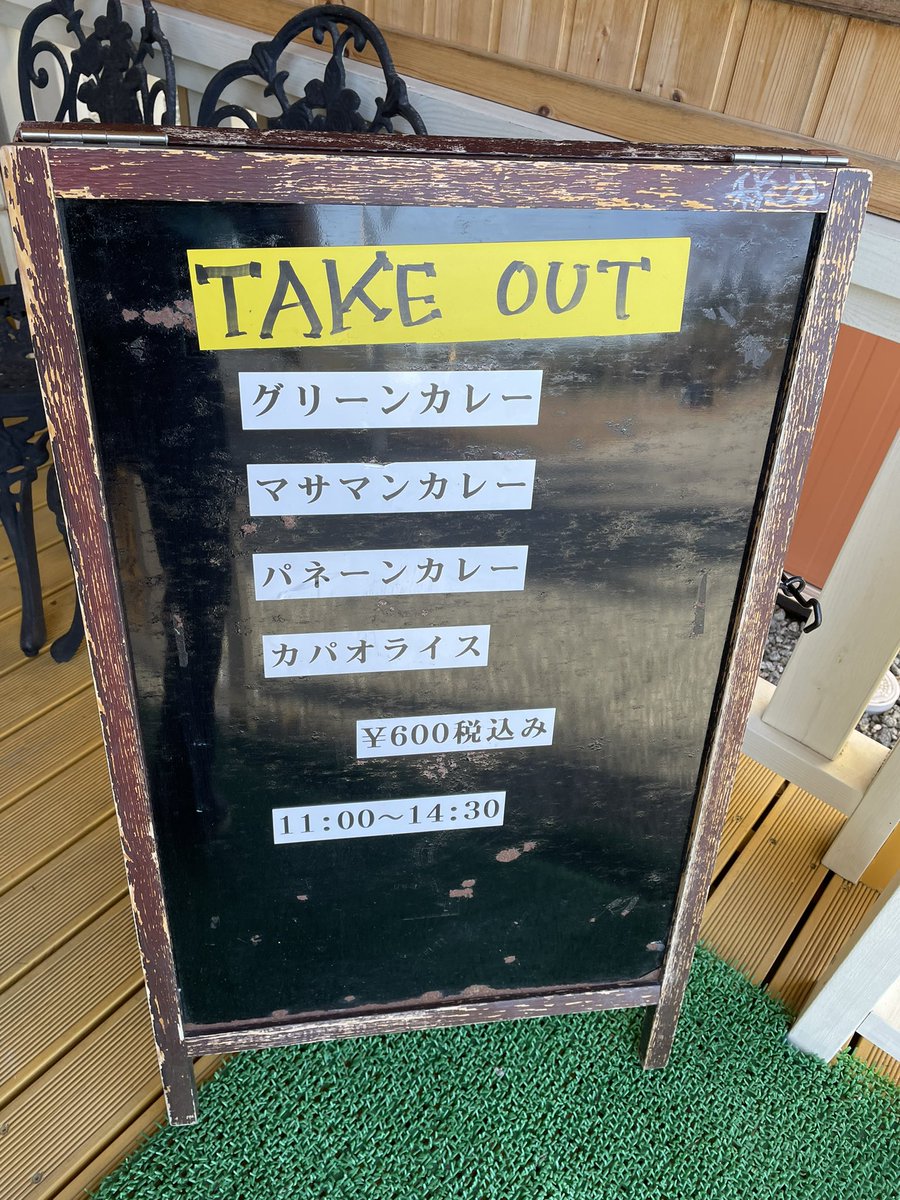 TAKE OUT
グリーンカレー
マサマンカレー
パネーンカレー
カパオライス
¥600税込み
11:00〜14:30